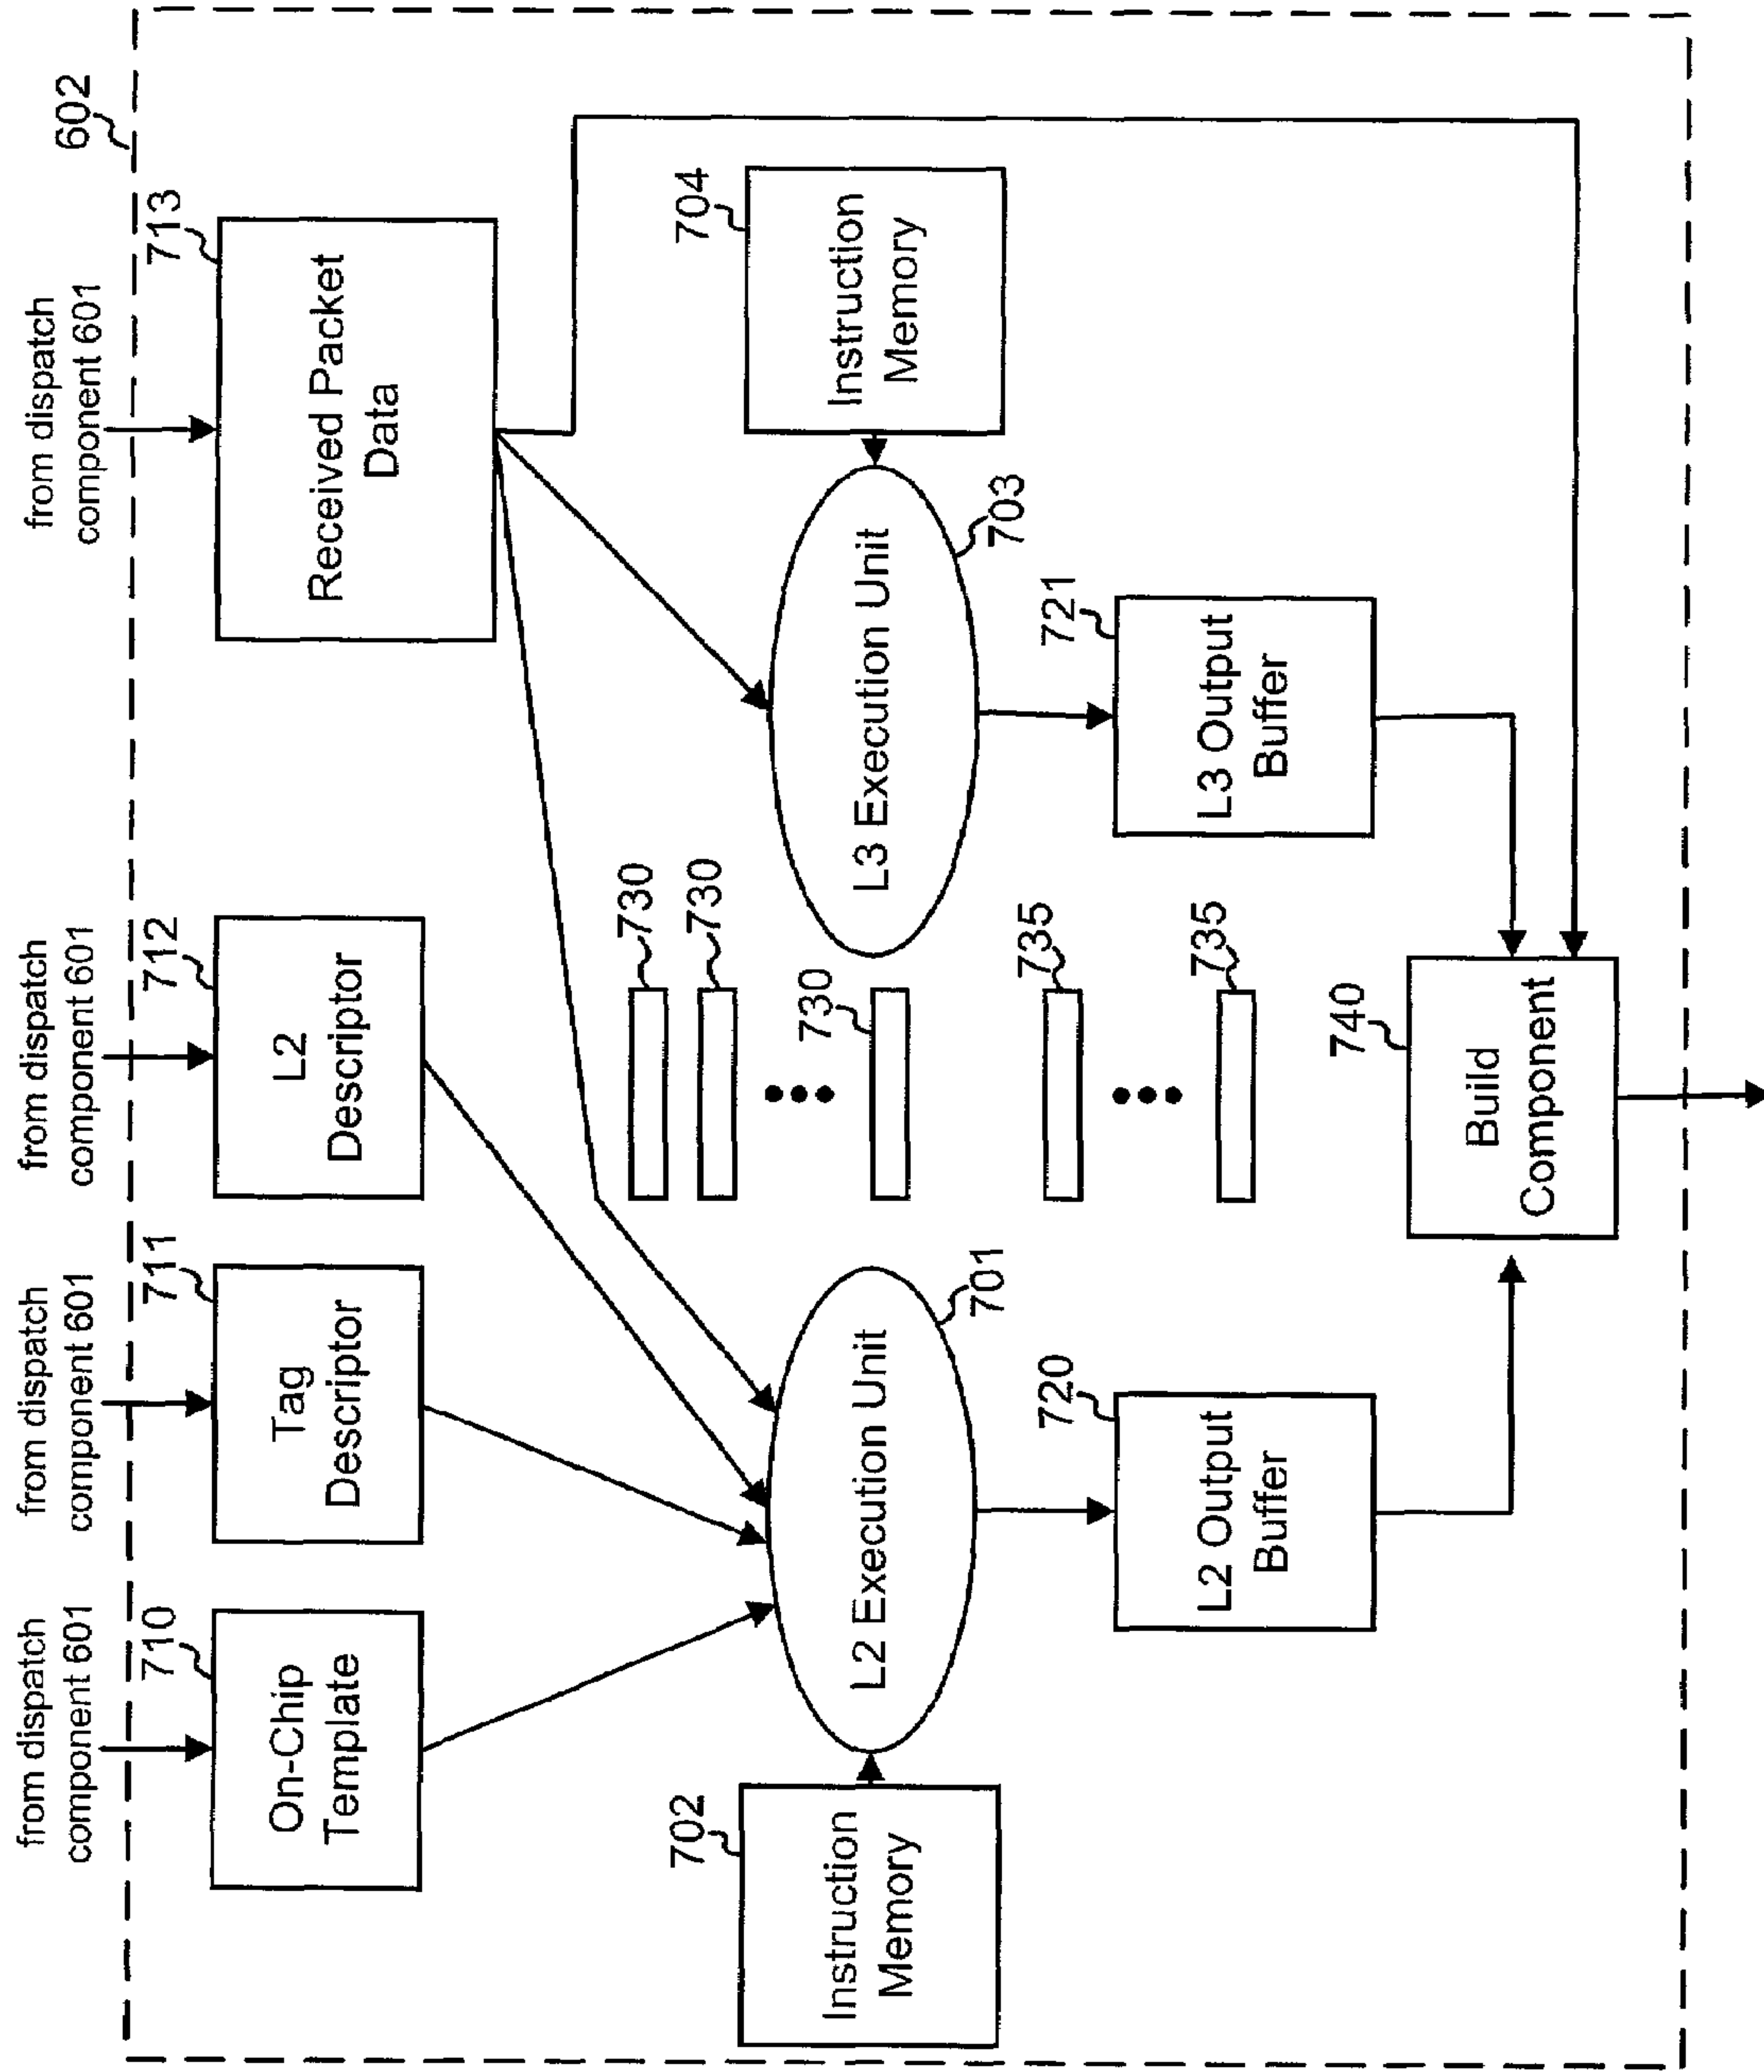 from dispatch
component 601
from dispatch
component 601
from dispatch
component 601
from dispatch
component 601
602
710
711
712
713
On-Chip
Template
Tag
Descriptor
L2
Descriptor
Received Packet
Data
730
730
702
Instruction
Memory
L2 Execution Unit
701
730
L3 Execution Unit
703
704
Instruction
Memory
720
L2 Output
Buffer
735
735
721
L3 Output
Buffer
740
Build
Component